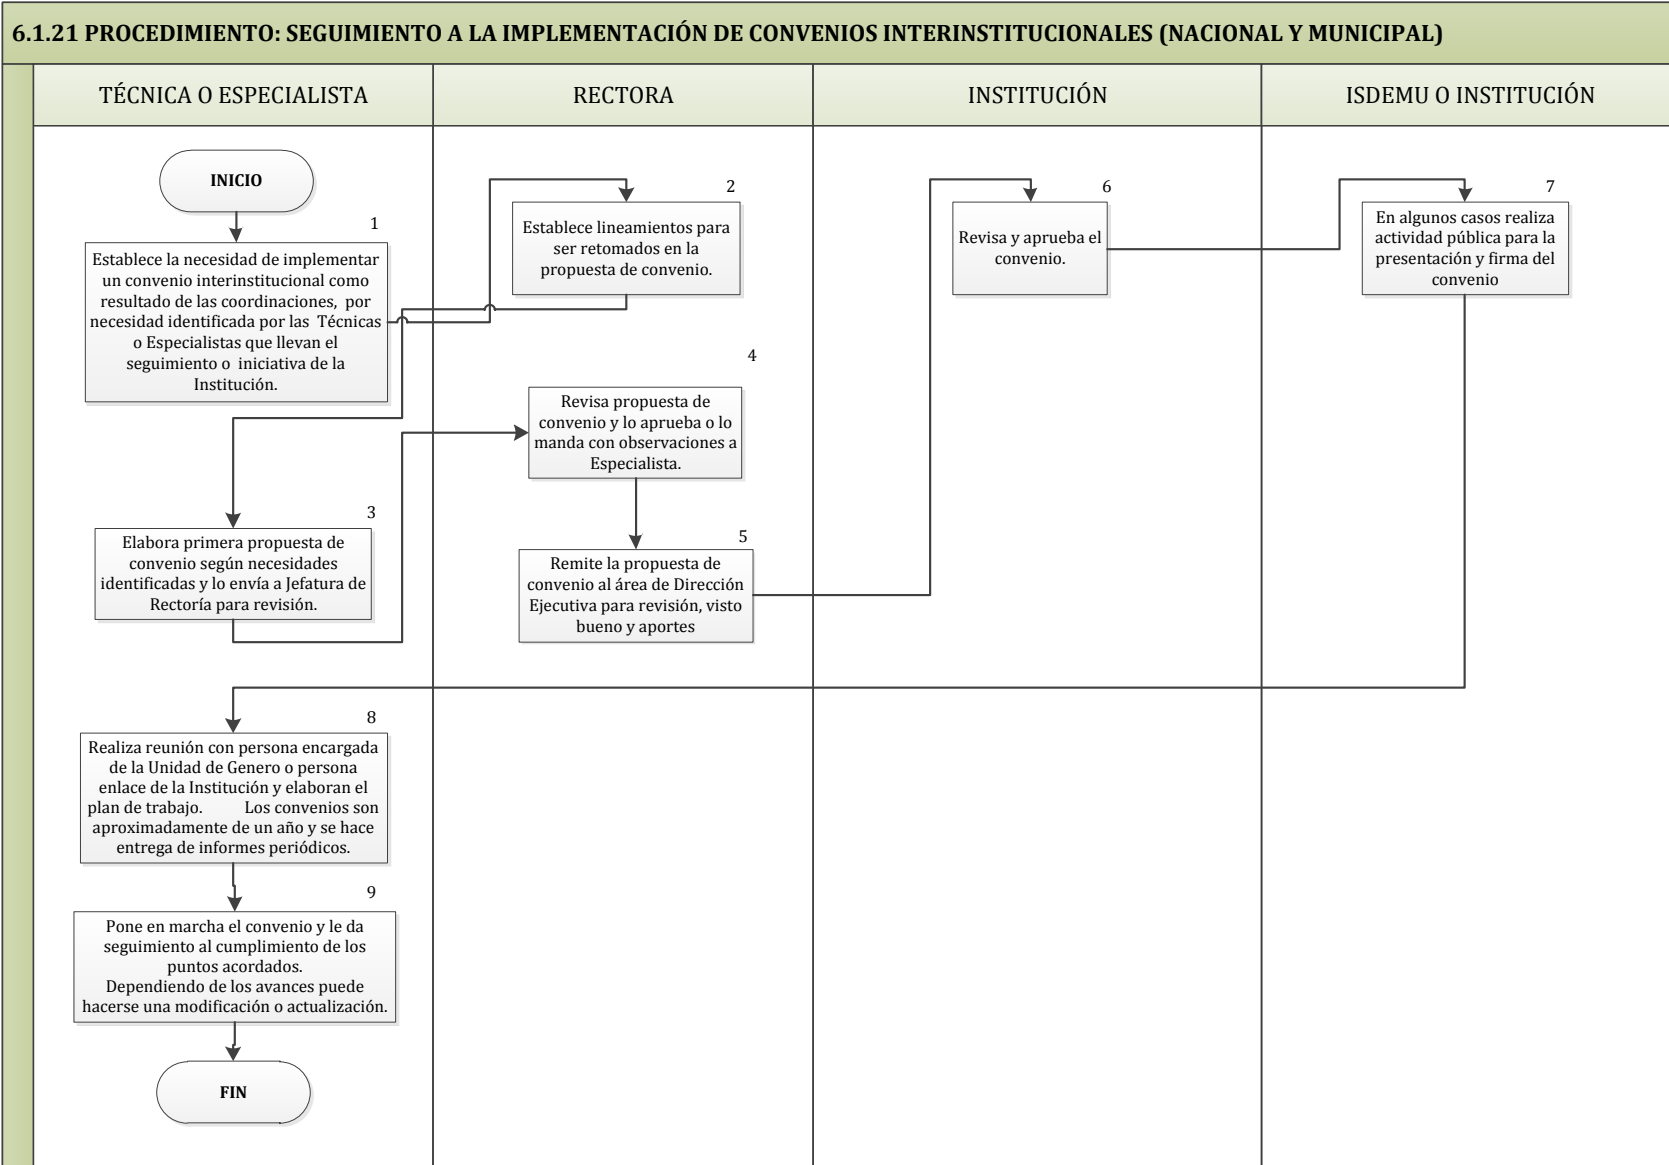 6.1.21 PROCEDIMIENTO: SEGUIMIENTO A LA IMPLEMENTACIÓN DE CONVENIOS INTERINSTITUCIONALES (NACIONAL Y MUNICIPAL)
TÉCNICA O ESPECIALISTA
RECTORA
INSTITUCIÓN
ISDEMU O INSTITUCIÓN
INICIO
1
Establece la necesidad de implementar
un convenio interinstitucional como
resultado de las coordinaciones, por
necesidad identificada por las Técnicas
o Especialistas que llevan el
seguimiento o iniciativa de la
Institución.
2
Establece lineamientos para
ser retomados en la
propuesta de convenio.
3
Elabora primera propuesta de
convenio según necesidades
identificadas y lo envía a Jefatura de
Rectoría para revisión.
4
Revisa propuesta de
convenio y lo aprueba o lo
manda con observaciones a
Especialista.
5
Remite la propuesta de
convenio al área de Dirección
Ejecutiva para revisión, visto
bueno y aportes
6
Revisa y aprueba el
convenio.
7
En algunos casos realiza
actividad pública para la
presentación y firma del
convenio
8
Realiza reunión con persona encargada
de la Unidad de Genero o persona
enlace de la Institución y elaboran el
plan de trabajo. Los convenios son
aproximadamente de un año y se hace
entrega de informes periódicos.
9
Pone en marcha el convenio y le da
seguimiento al cumplimiento de los
puntos acordados.
Dependiendo de los avances puede
hacerse una modificación o actualización.
FIN